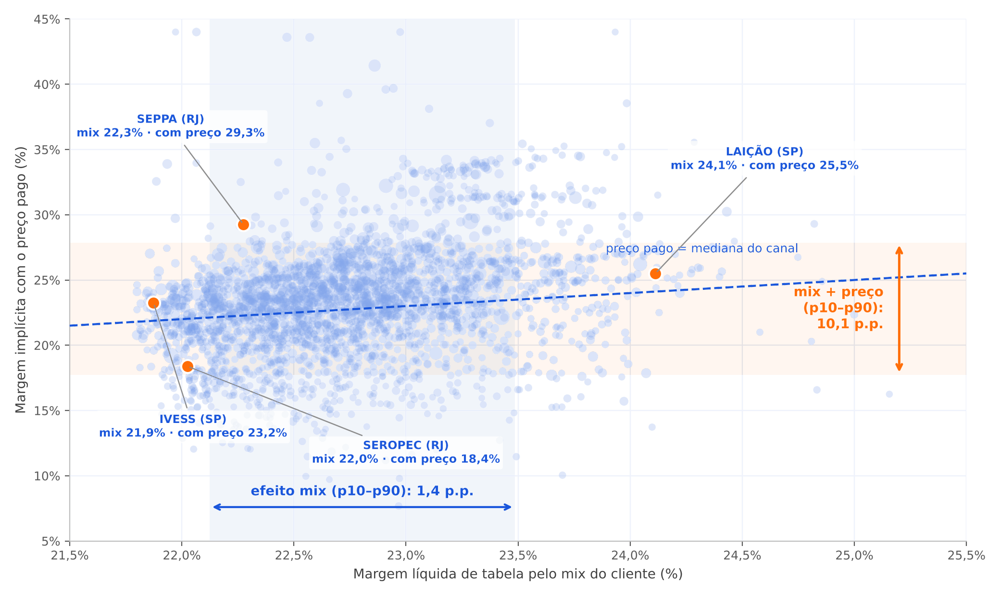 45%
40%
35%
30%
25%
20%
15%
10%
5%
Margem implícita com o preço pago (%)
SEPPA (RJ)
mix 22,3% · com preço 29,3%
LAIÇÃO (SP)
mix 24,1% · com preço 25,5%
preço pago = mediana do canal
mix + preço
(p10–p90):
10,1 p.p.
IVESS (SP)
mix 21,9% · com preço 23,2%
SEROPEC (RJ)
mix 22,0% · com preço 18,4%
efeito mix (p10–p90): 1,4 p.p.
21,5%
22,0%
22,5%
23,0%
23,5%
24,0%
24,5%
25,0%
25,5%
Margem líquida de tabela pelo mix do cliente (%)